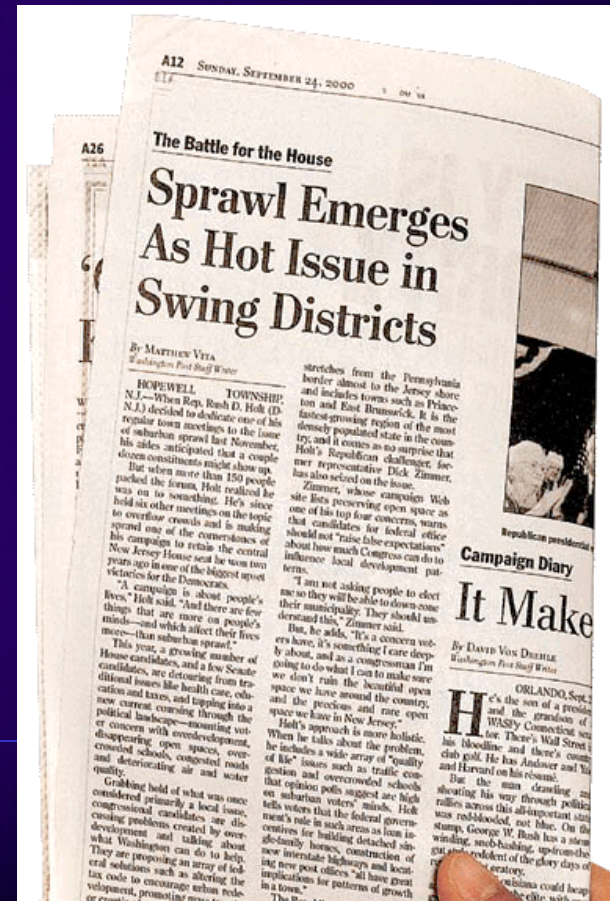 A12 SUNDAY, SEPTEMBER 24, 2000
A26
The Battle for the House
Sprawl Emerges
As Hot Issue in
Swing Districts
By MATTHEW VITA
Washington Post Staff Writer
HOPEWELL TOWNSHIP,
N.J.—When Rep. Rush D. Holt (D-
N.J.) decided to dedicate one of his
regular town meetings to the issue
of suburban sprawl last November,
his aides anticipated that a couple
dozen constituents might show up.
But when more than 150 people
packed the forum, Holt realized he
was on to something. He's since
held six other meetings on the topic
to overflow crowds and is making
sprawl one of the cornerstones of
his campaign to retain the central
New Jersey House seat he won two
years ago in one of the biggest upset
victories for the Democrats.
"A campaign is about people's
lives," Holt said. "And there are few
things that are more on people's
minds—and which affect their lives
more—than suburban sprawl."
This year, a growing number of
House candidates, and a few Senate
candidates, are detouring from tra-
ditional issues like health care, edu-
cation and taxes, and tapping into a
new current coursing through the
political landscape—mounting vot-
er concern with overdevelopment,
disappearing open spaces, over-
crowded schools, congested roads
and deteriorating air and water
quality.
Grabbing hold of what was once
considered primarily a local issue,
congressional candidates are dis-
cussing problems created by over-
development and talking about
what Washington can do to help.
They are proposing an array of fed-
eral solutions such as altering the
tax code to encourage urban rede-
velopment, promoting
stretches from the Pennsylvania
border almost to the Jersey shore
and includes towns such as Prince-
ton and East Brunswick. It is the
fastest-growing region of the most
densely populated state in the coun-
try, and it comes as no surprise that
Holt's Republican challenger, for-
mer representative Dick Zimmer,
has also seized on the issue.
Zimmer, whose campaign Web
site lists preserving open space as
one of his top four concerns, warns
that candidates for federal office
should not "raise false expectations"
about how much Congress can do to
influence local development pat-
terns.
"I am not asking people to elect
me so they will be able to down-zone
their municipality. They should un-
derstand this," Zimmer said.
But, he adds, "It's a concern vot-
ers have, it's something I care deep-
ly about, and as a congressman I'm
going to do what I can to make sure
we don't ruin the beautiful open
space we have around the country,
and the precious and rare open
space we have in New Jersey."
Holt's approach is more holistic.
When he talks about the problem,
he includes a wide array of "quality
of life" issues such as traffic con-
gestion and overcrowded schools
that opinion polls suggest are high
on suburban voters' minds. Holt
tells voters that the federal govern-
ment's rule in such areas as loan in-
centives for building detached sin-
gle-family homes, construction of
new interstate highways and locat-
ing new post offices "all have great
implications for patterns of growth
in a town."
Republican presidential
Campaign Diary
It Make
By DAVID VON DREHLE
Washington Post Staff Writer
ORLANDO, Sept.
He's the son of a preside
and the grandson of
WASPy Connecticut
tor. There's Wall Street
his bloodline and there's
club golf. He has Andover and
and Harvard on his résumé.
But the man drawling
shouting his way through
rallies across this all-important
was red-blooded, not blue. On the
stump, George W. Bush has a
winding, snob-bashing, up-from-the-
redolent of the glory days of
oratory.
could heap
the elite, with